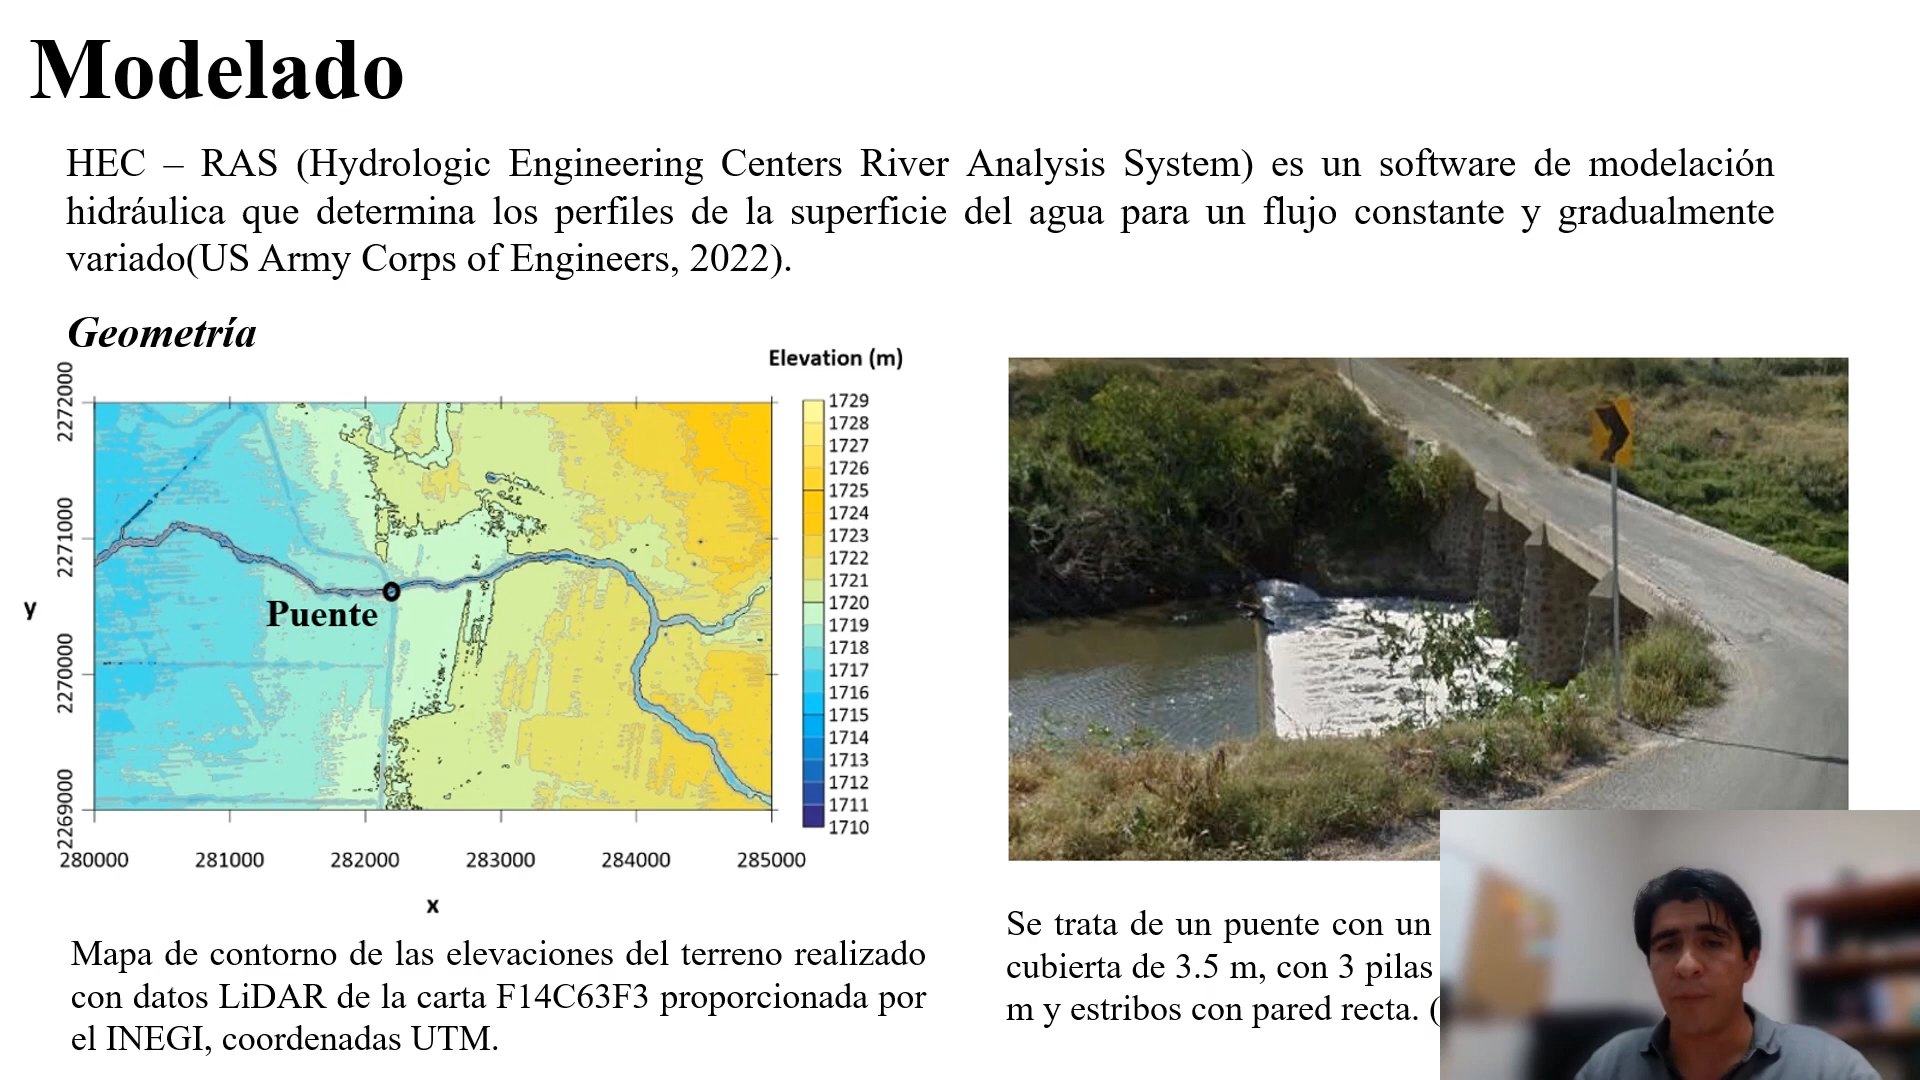 Modelado
HEC – RAS (Hydrologic Engineering Centers River Analysis System) es un software de modelación
hidráulica que determina los perfiles de la superficie del agua para un flujo constante y gradualmente
variado(US Army Corps of Engineers, 2022).
Geometría
Elevation (m)
2272000
2271000
2270000
2269000
y
Puente
1729
1728
1727
1726
1725
1724
1723
1722
1721
1720
1719
1718
1717
1716
1715
1714
1713
1712
1711
1710
280000 281000 282000 283000 284000 285000
x
Mapa de contorno de las elevaciones del terreno realizado
con datos LiDAR de la carta F14C63F3 proporcionada por
el INEGI, coordenadas UTM.
Se trata de un puente con un
cubierta de 3.5 m, con 3 pilas
m y estribos con pared recta. (